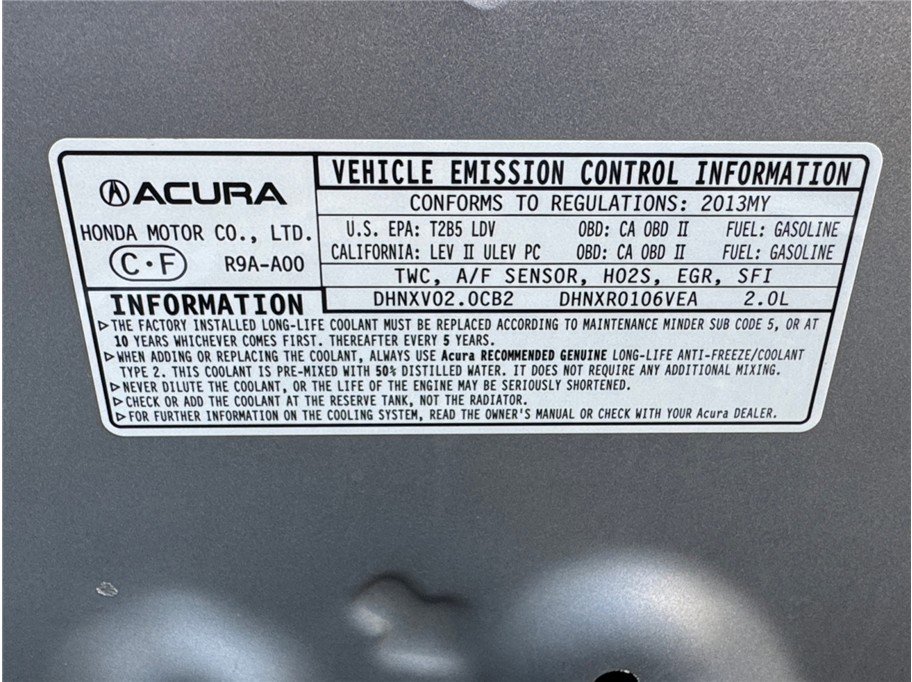 ACURA
HONDA MOTOR CO., LTD.
C·F R9A-A00
VEHICLE EMISSION CONTROL INFORMATION
CONFORMS TO REGULATIONS: 2013MY
U.S. EPA: T2B5 LDV OBD: CA OBD II FUEL: GASOLINE
CALIFORNIA: LEV II ULEV PC OBD: CA OBD II FUEL: GASOLINE
TWC, A/F SENSOR, HO2S, EGR, SFI
DHNXV02.0CB2 DHNXR0106VEA 2.0L
INFORMATION
▷THE FACTORY INSTALLED LONG-LIFE COOLANT MUST BE REPLACED ACCORDING TO MAINTENANCE MINDER SUB CODE 5, OR AT
10 YEARS WHICHEVER COMES FIRST. THEREAFTER EVERY 5 YEARS.
▷WHEN ADDING OR REPLACING THE COOLANT, ALWAYS USE Acura RECOMMENDED GENUINE LONG-LIFE ANTI-FREEZE/COOLANT
TYPE 2. THIS COOLANT IS PRE-MIXED WITH 50% DISTILLED WATER. IT DOES NOT REQUIRE ANY ADDITIONAL MIXING.
▷NEVER DILUTE THE COOLANT, OR THE LIFE OF THE ENGINE MAY BE SERIOUSLY SHORTENED.
▷CHECK OR ADD THE COOLANT AT THE RESERVE TANK, NOT THE RADIATOR.
▷FOR FURTHER INFORMATION ON THE COOLING SYSTEM, READ THE OWNER'S MANUAL OR CHECK WITH YOUR Acura DEALER.